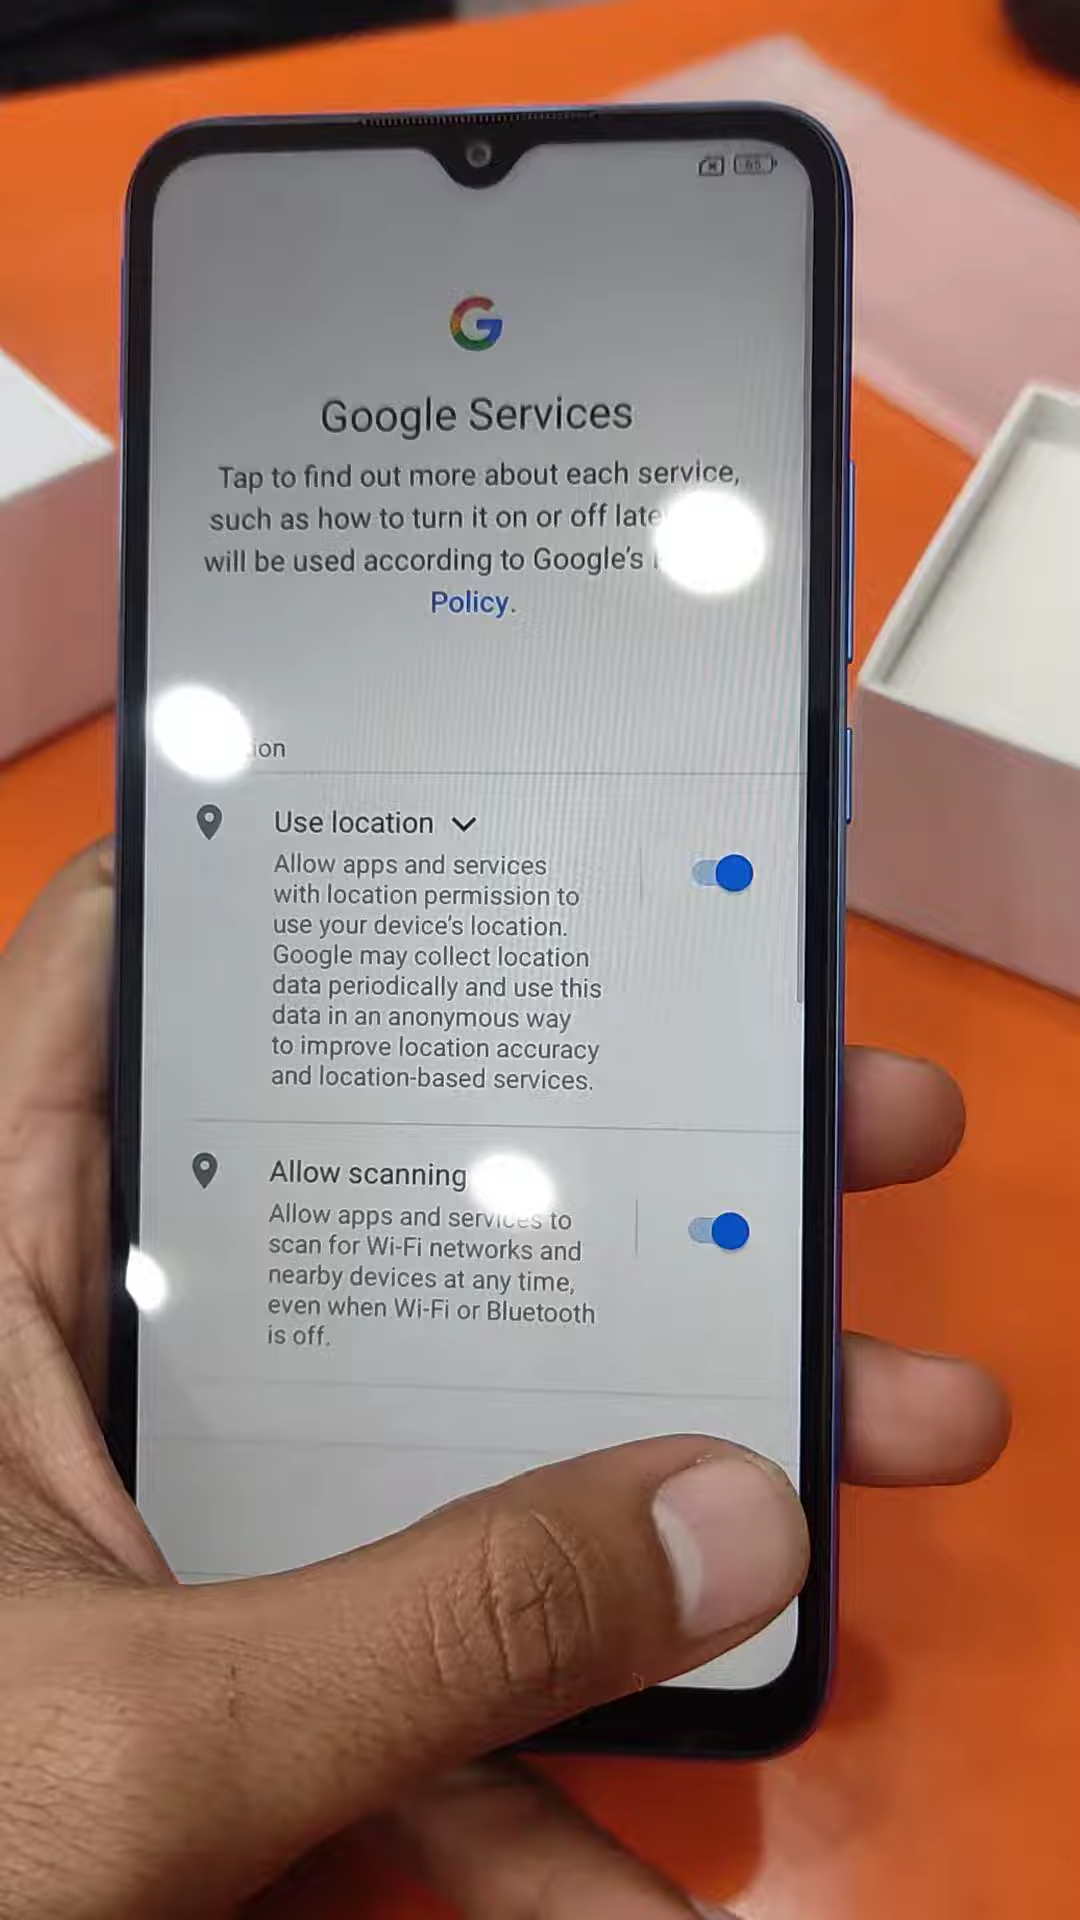 65
Google Services
Tap to find out more about each service,
such as how to turn it on or off
will be used according to Google's
Policy.
Use location
Allow apps and services
with location permission to
use your device's location.
Google may collect location
data periodically and use this
data in an anonymous way
to improve location accuracy
and location-based services.
Allow scanning
Allow apps and services to
scan for Wi-Fi networks and
nearby devices at any time,
even when Wi-Fi or Bluetooth
is off.